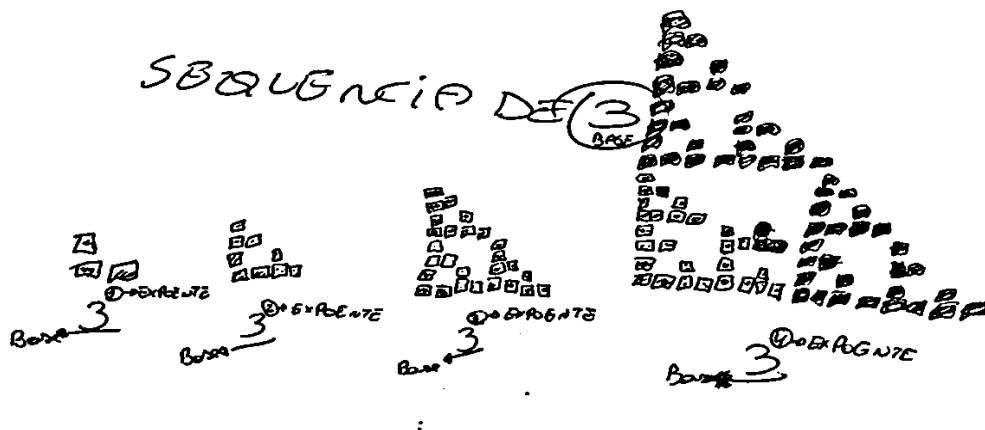 SEQUENCIA DE 3
BASE
3 1 → EXPOENTE
Base
3 2 → EXPOENTE
Base
3 3 → EXPOENTE
Base
3 4 → EXPOENTE
Base